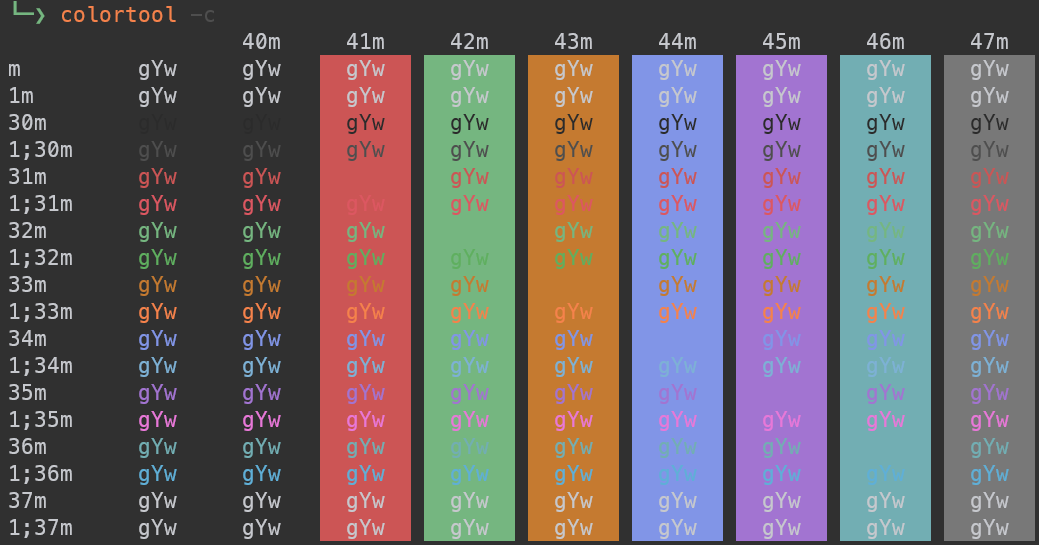 └─❯ colortool -c
40m 41m 42m 43m 44m 45m 46m 47m
m gYw gYw gYw gYw gYw gYw gYw gYw gYw
1m gYw gYw gYw gYw gYw gYw gYw gYw gYw
30m gYw gYw gYw gYw gYw gYw gYw gYw gYw
1;30m gYw gYw gYw gYw gYw gYw gYw gYw gYw
31m gYw gYw gYw gYw gYw gYw gYw gYw
1;31m gYw gYw gYw gYw gYw gYw gYw gYw gYw
32m gYw gYw gYw gYw gYw gYw gYw gYw
1;32m gYw gYw gYw gYw gYw gYw gYw gYw gYw
33m gYw gYw gYw gYw gYw gYw gYw gYw
1;33m gYw gYw gYw gYw gYw gYw gYw gYw gYw
34m gYw gYw gYw gYw gYw gYw gYw gYw
1;34m gYw gYw gYw gYw gYw gYw gYw gYw gYw
35m gYw gYw gYw gYw gYw gYw gYw gYw
1;35m gYw gYw gYw gYw gYw gYw gYw gYw gYw
36m gYw gYw gYw gYw gYw gYw gYw gYw
1;36m gYw gYw gYw gYw gYw gYw gYw gYw gYw
37m gYw gYw gYw gYw gYw gYw gYw gYw gYw
1;37m gYw gYw gYw gYw gYw gYw gYw gYw gYw